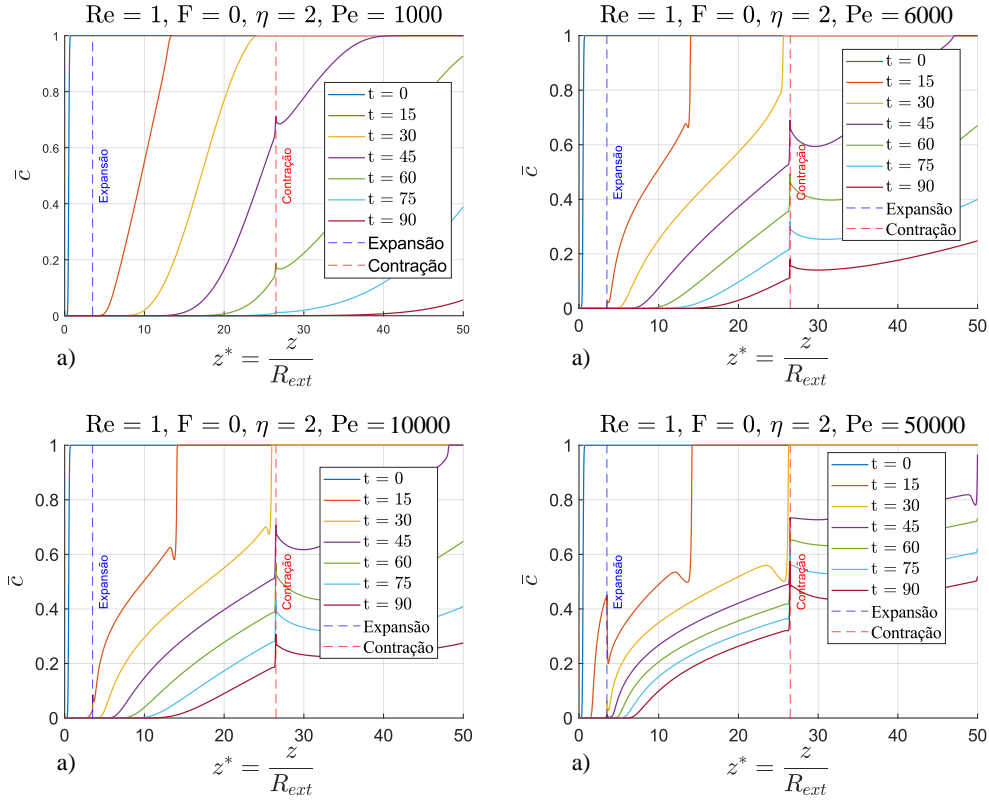 Re = 1, F = 0, η = 2, Pe = 1000
1
0.8
0.6
0.4
0.2
0
c̄
Expansão
Contração
t = 0
t = 15
t = 30
t = 45
t = 60
t = 75
t = 90
Expansão
Contração
0 10 20 30 40 50
a)
z* = z / R_ext
Re = 1, F = 0, η = 2, Pe = 6000
1
0.8
0.6
0.4
0.2
0
c̄
Expansão
Contração
t = 0
t = 15
t = 30
t = 45
t = 60
t = 75
t = 90
Expansão
Contração
0 10 20 30 40 50
a)
z* = z / R_ext
Re = 1, F = 0, η = 2, Pe = 10000
1
0.8
0.6
0.4
0.2
0
c̄
Expansão
Contração
t = 0
t = 15
t = 30
t = 45
t = 60
t = 75
t = 90
Expansão
Contração
0 10 20 30 40 50
a)
z* = z / R_ext
Re = 1, F = 0, η = 2, Pe = 50000
1
0.8
0.6
0.4
0.2
0
c̄
Expansão
Contração
t = 0
t = 15
t = 30
t = 45
t = 60
t = 75
t = 90
Expansão
Contração
0 10 20 30 40 50
a)
z* = z / R_ext